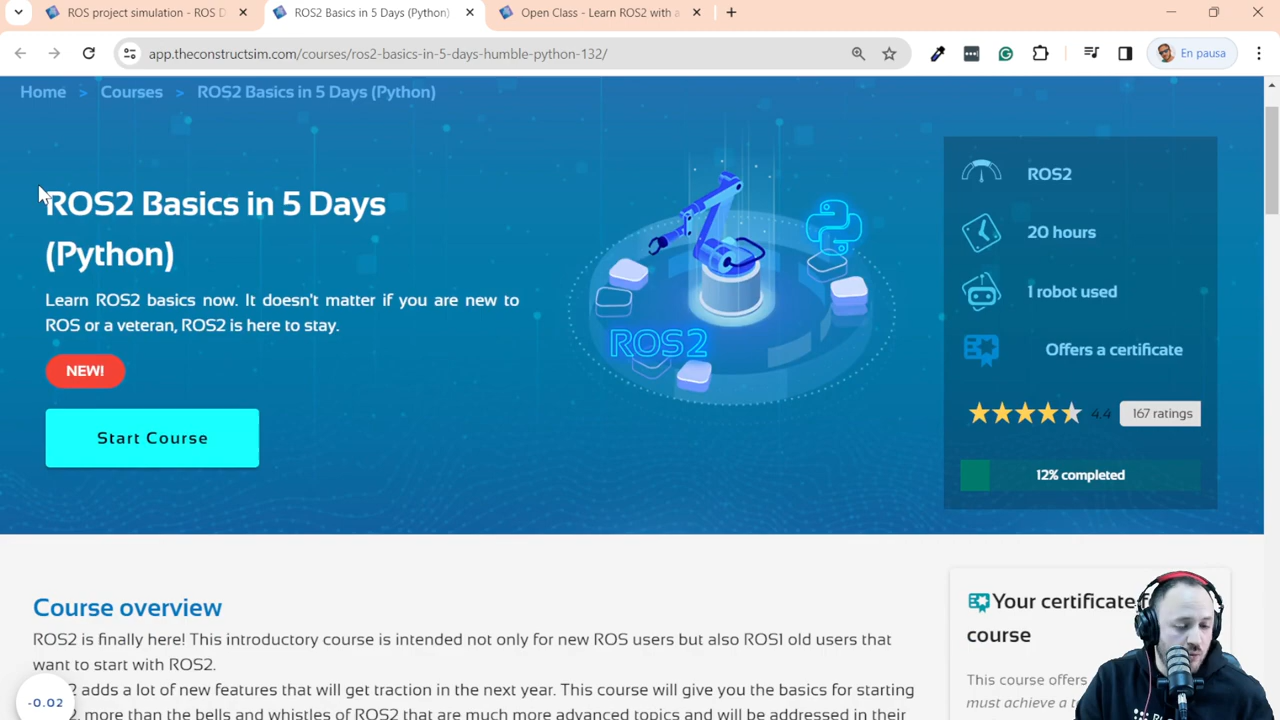 ROS project simulation - ROS D
ROS2 Basics in 5 Days (Python)
Open Class - Learn ROS2 with a
app.theconstructsim.com/courses/ros2-basics-in-5-days-humble-python-132/
En pausa
Home > Courses > ROS2 Basics in 5 Days (Python)
ROS2 Basics in 5 Days
(Python)
Learn ROS2 basics now. It doesn't matter if you are new to
ROS or a veteran, ROS2 is here to stay.
NEW!
Start Course
ROS2
ROS2
20 hours
1 robot used
Offers a certificate
4.4 167 ratings
12% completed
Course overview
ROS2 is finally here! This introductory course is intended not only for new ROS users but also ROS1 old users that
want to start with ROS2.
2 adds a lot of new features that will get traction in the next year. This course will give you the basics for starting
2, more than the bells and whistles of ROS2 that are much more advanced topics and will be addressed in their
-0.02
Your certificate
course
This course offers
must achieve a